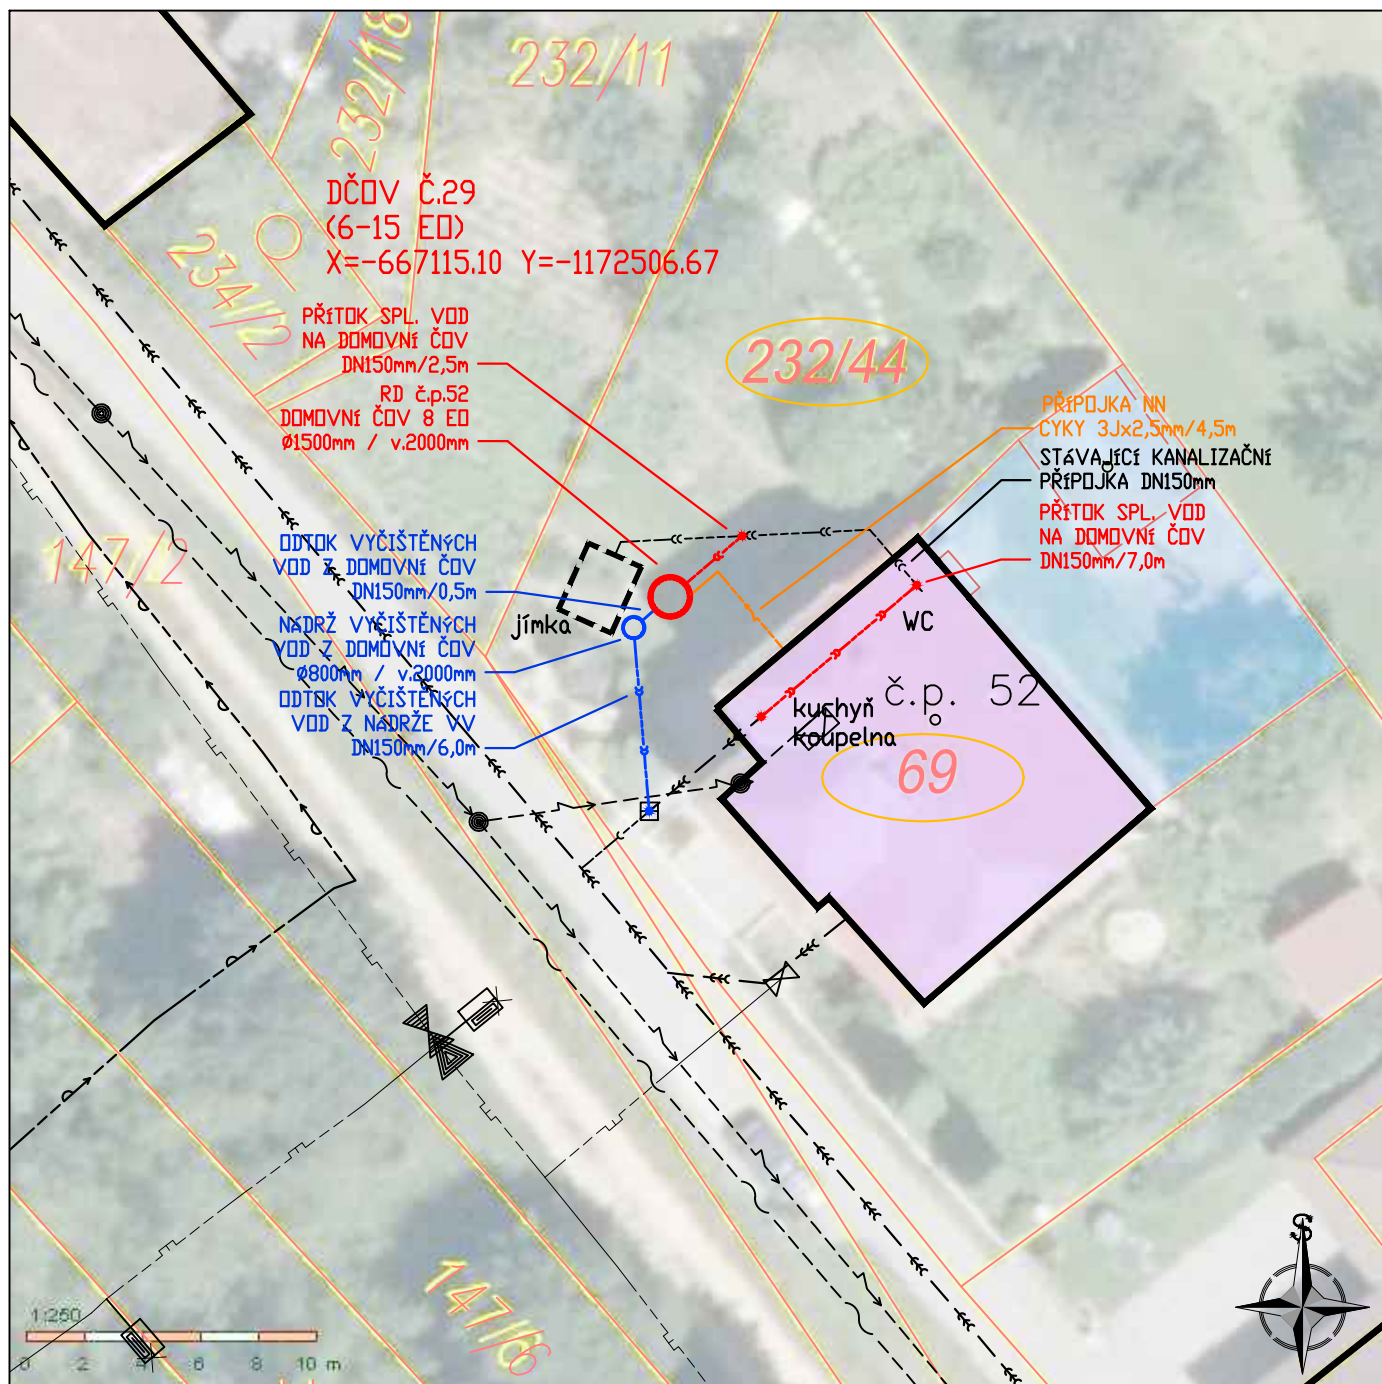 232/18
232/11
DČOV Č.29
(6-15 EO)
X=-667115.10 Y=-1172506.67
234/2
PŘÍTOK SPL. VOD
NA DOMOVNÍ ČOV
DN150mm/2,5m
RD č.p.52
DOMOVNÍ ČOV 8 EO
Ø1500mm / v.2000mm
232/44
PŘÍPOJKA NN
CYKY 3Jx2,5mm/4,5m
STÁVAJÍCÍ KANALIZAČNÍ
PŘÍPOJKA DN150mm
PŘÍTOK SPL. VOD
NA DOMOVNÍ ČOV
DN150mm/7,0m
147/2
ODTOK VYČIŠTĚNÝCH
VOD Z DOMOVNÍ ČOV
DN150mm/0,5m
NÁDRŽ VYČIŠTĚNÝCH
VOD Z DOMOVNÍ ČOV
Ø800mm / v.2000mm
ODTOK VYČIŠTĚNÝCH
VOD Z NÁDRŽE VV
DN150mm/6,0m
jímka
WC
č.p. 52
kuchyň
koupelna
69
147/6
1:250
0 2 4 6 8 10 m
S